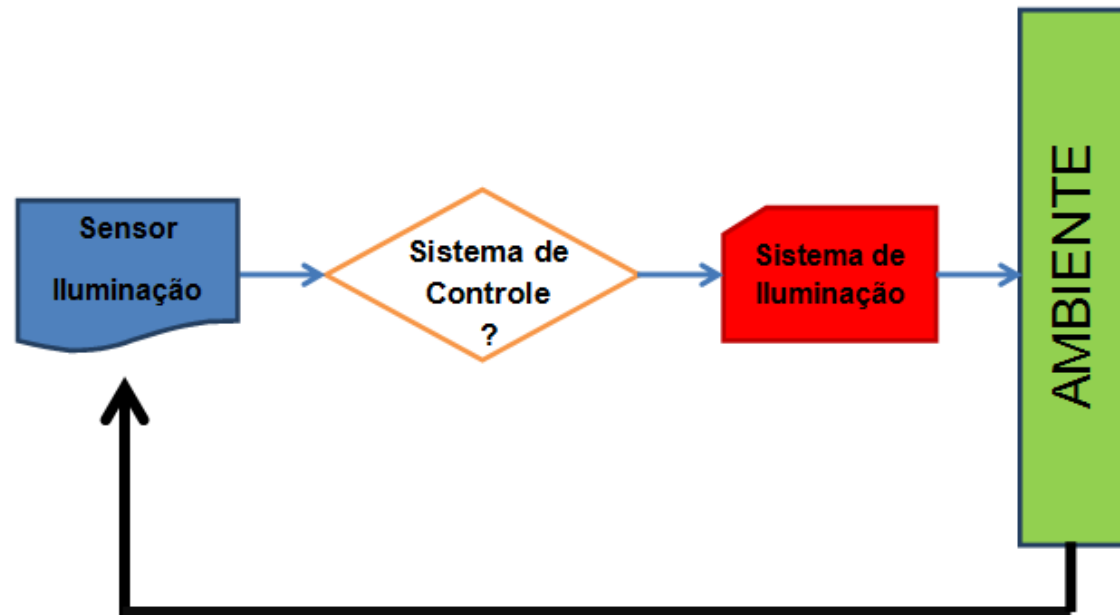 Sensor
Iluminação
Sistema de
Controle
?
Sistema de
Iluminação
AMBIENTE